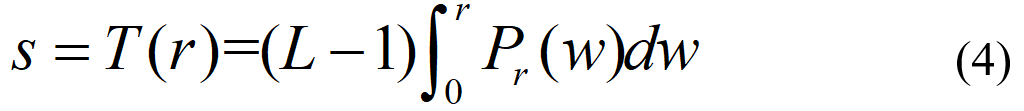 s = T(r)=(L−1)∫₀ʳ Pᵣ(w)dw (4)